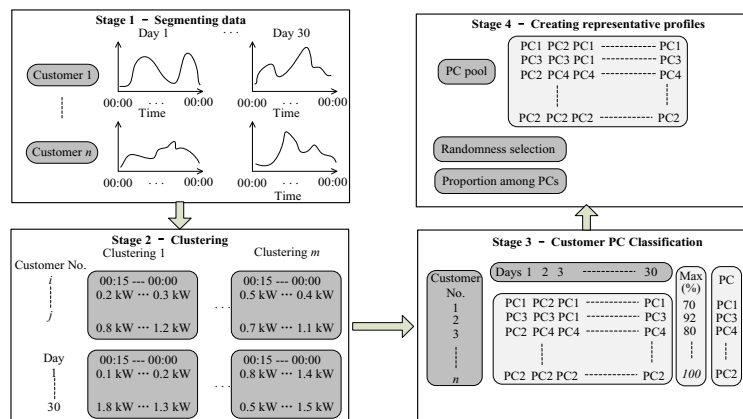 Stage 1 – Segmenting data
Day 1 · · · Day 30
Customer 1
00:00 · · · 00:00 00:00 · · · 00:00
Time Time
Customer n
00:00 · · · 00:00 00:00 · · · 00:00
Time
Stage 2 – Clustering
Clustering 1 Clustering m
Customer No.
i
j
00:15 --- 00:00
0.2 kW ··· 0.3 kW
0.8 kW ··· 1.2 kW
· · ·
00:15 --- 00:00
0.5 kW ··· 0.4 kW
0.7 kW ··· 1.1 kW
Day
1
30
00:15 --- 00:00
0.1 kW ··· 0.2 kW
1.8 kW ··· 1.3 kW
· · ·
00:15 --- 00:00
0.8 kW ··· 1.4 kW
0.5 kW ··· 1.5 kW
Stage 3 – Customer PC Classification
Customer No.
1
2
3
n
Days 1 2 3 --------- 30
PC1 PC2 PC1 --------- PC1
PC3 PC3 PC1 --------- PC3
PC2 PC4 PC4 --------- PC4
PC2 PC2 PC2 --------- PC2
Max (%)
70
92
80
100
PC
PC1
PC3
PC4
PC2
Stage 4 – Creating representative profiles
PC pool
PC1 PC2 PC1 --------- PC1
PC3 PC3 PC1 --------- PC3
PC2 PC4 PC4 --------- PC4
PC2 PC2 PC2 --------- PC2
Randomness selection
Proportion among PCs